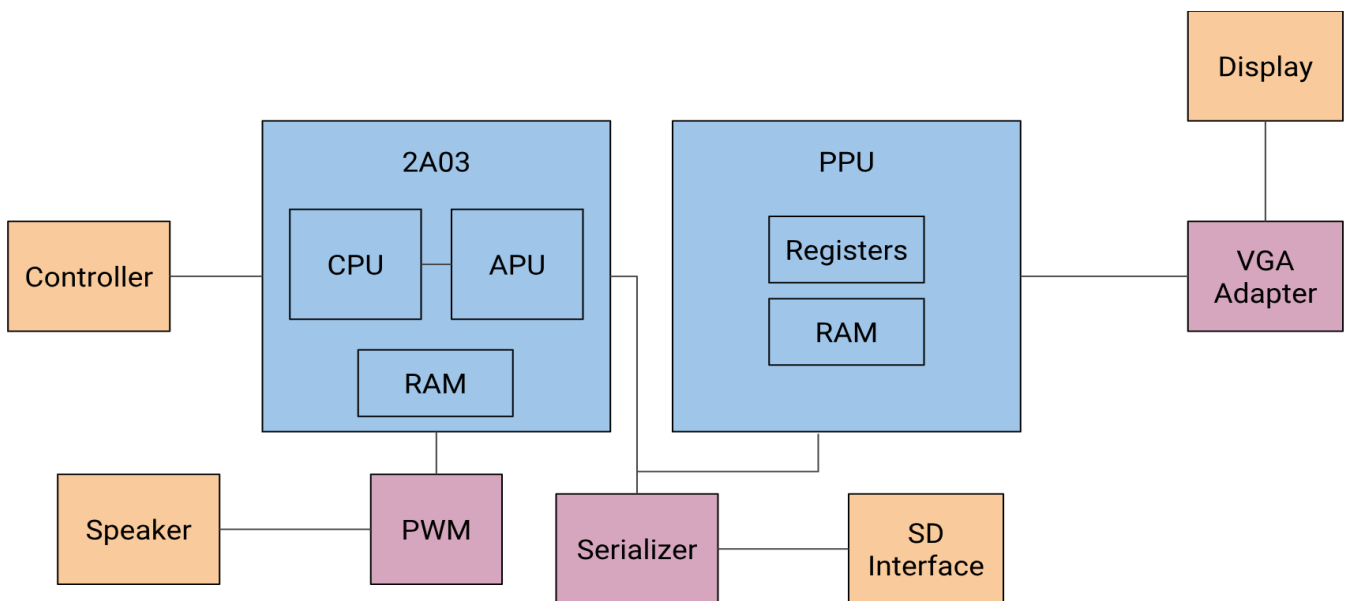 Display
2A03
PPU
CPU
APU
Registers
RAM
RAM
Controller
VGA
Adapter
Speaker
PWM
Serializer
SD
Interface